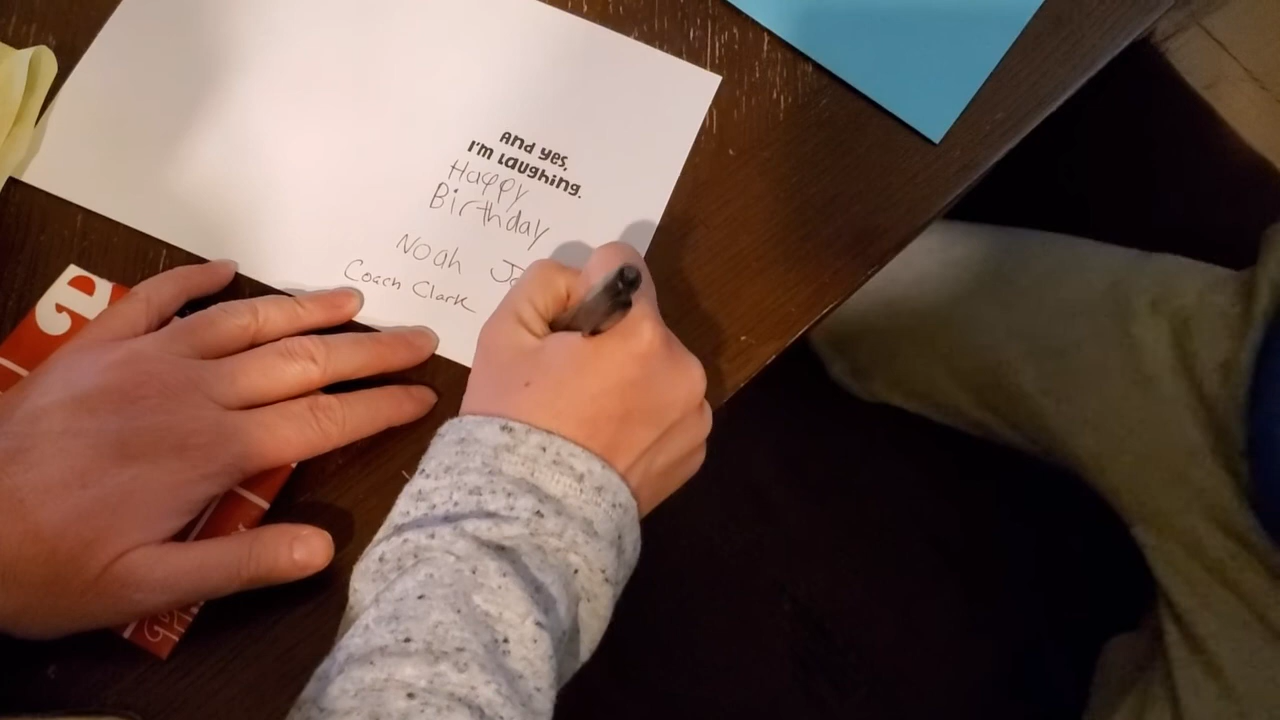 And yes,
I'm laughing.
Happy
Birthday
Noah
Coach Clark